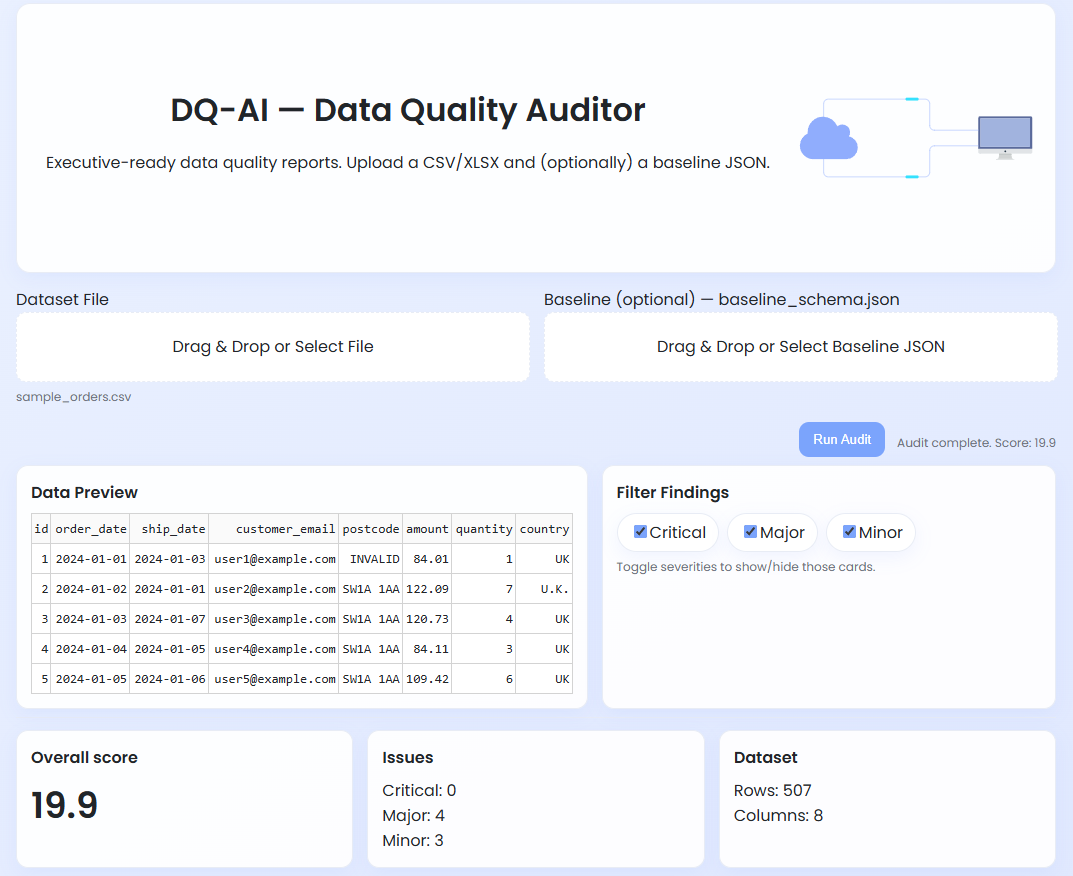 DQ-AI — Data Quality Auditor
Executive-ready data quality reports. Upload a CSV/XLSX and (optionally) a baseline JSON.
Dataset File
Baseline (optional) — baseline_schema.json
Drag & Drop or Select File
Drag & Drop or Select Baseline JSON
sample_orders.csv
Run Audit
Audit complete. Score: 19.9
Data Preview
id order_date ship_date customer_email postcode amount quantity country
1 2024-01-01 2024-01-03 user1@example.com INVALID 84.01 1 UK
2 2024-01-02 2024-01-01 user2@example.com SW1A 1AA 122.09 7 U.K.
3 2024-01-03 2024-01-07 user3@example.com SW1A 1AA 120.73 4 UK
4 2024-01-04 2024-01-05 user4@example.com SW1A 1AA 84.11 3 UK
5 2024-01-05 2024-01-06 user5@example.com SW1A 1AA 109.42 6 UK
Filter Findings
Critical Major Minor
Toggle severities to show/hide those cards.
Overall score
19.9
Issues
Critical: 0
Major: 4
Minor: 3
Dataset
Rows: 507
Columns: 8